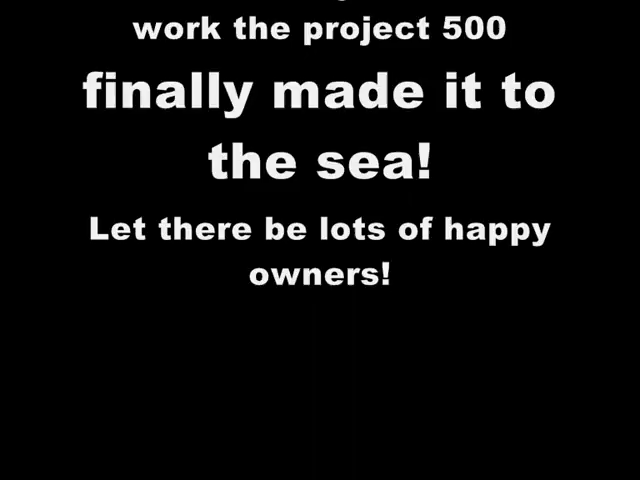 work the project 500
finally made it to
the sea!
Let there be lots of happy
owners!